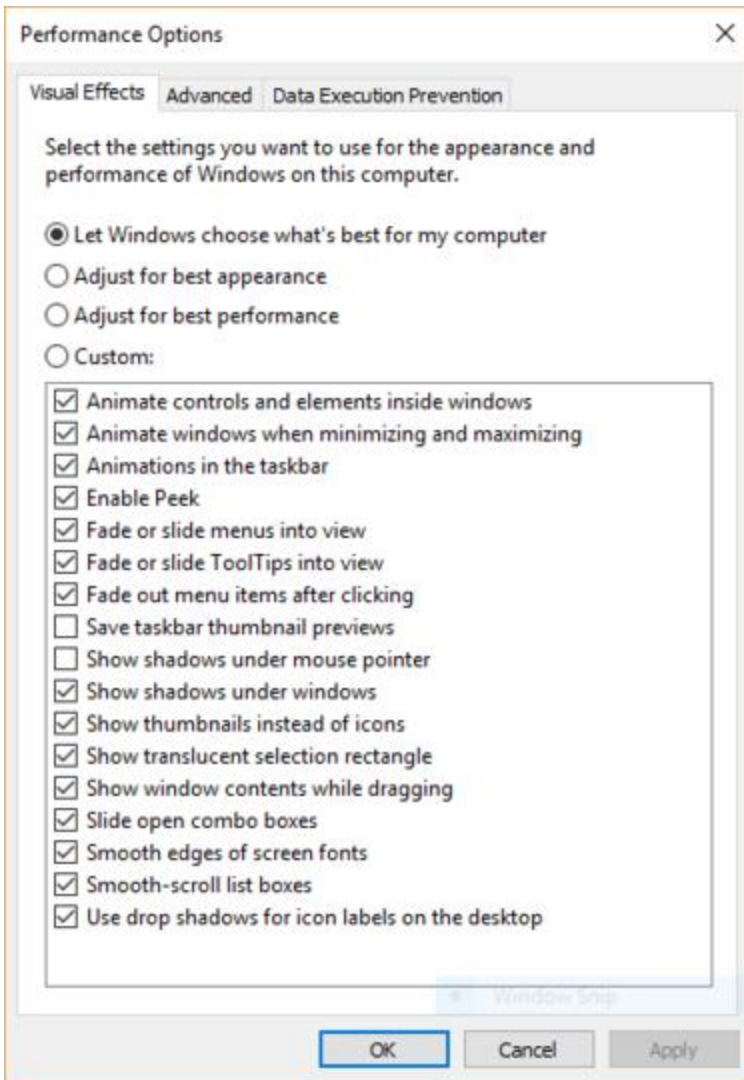 Performance Options
Visual Effects Advanced Data Execution Prevention
Select the settings you want to use for the appearance and
performance of Windows on this computer.
Let Windows choose what's best for my computer
Adjust for best appearance
Adjust for best performance
Custom:
Animate controls and elements inside windows
Animate windows when minimizing and maximizing
Animations in the taskbar
Enable Peek
Fade or slide menus into view
Fade or slide ToolTips into view
Fade out menu items after clicking
Save taskbar thumbnail previews
Show shadows under mouse pointer
Show shadows under windows
Show thumbnails instead of icons
Show translucent selection rectangle
Show window contents while dragging
Slide open combo boxes
Smooth edges of screen fonts
Smooth-scroll list boxes
Use drop shadows for icon labels on the desktop
Window Snip
OK Cancel Apply